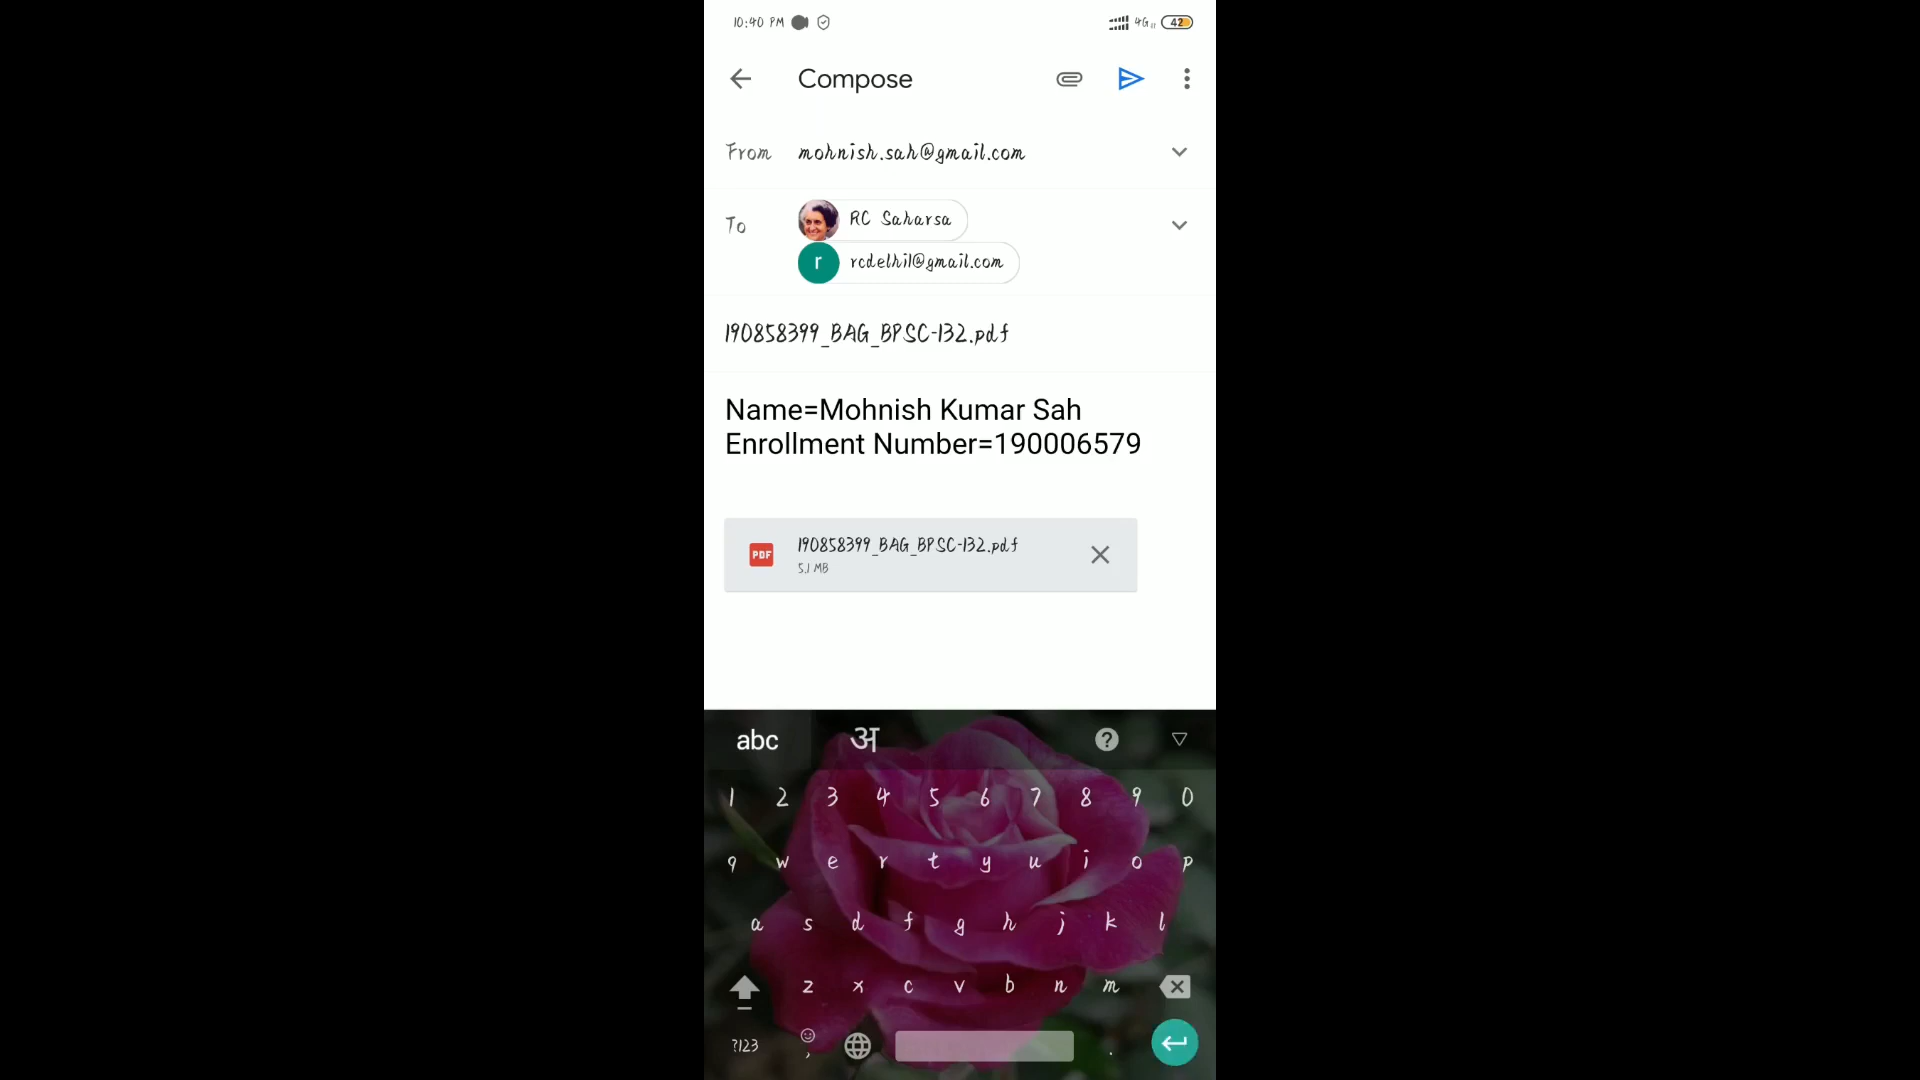 10:40 PM
4G
42
Compose
From mohnish.sah@gmail.com
To RC Saharsa
r rcdelhi1@gmail.com
190858399_BAG_BPSC-132.pdf
Name=Mohnish Kumar Sah
Enrollment Number=190006579
PDF 190858399_BAG_BPSC-132.pdf
5.1 MB
abc अ ?
1 2 3 4 5 6 7 8 9 0
q w e r t y u i o p
a s d f g h j k l
z x c v b n m
?123 , .